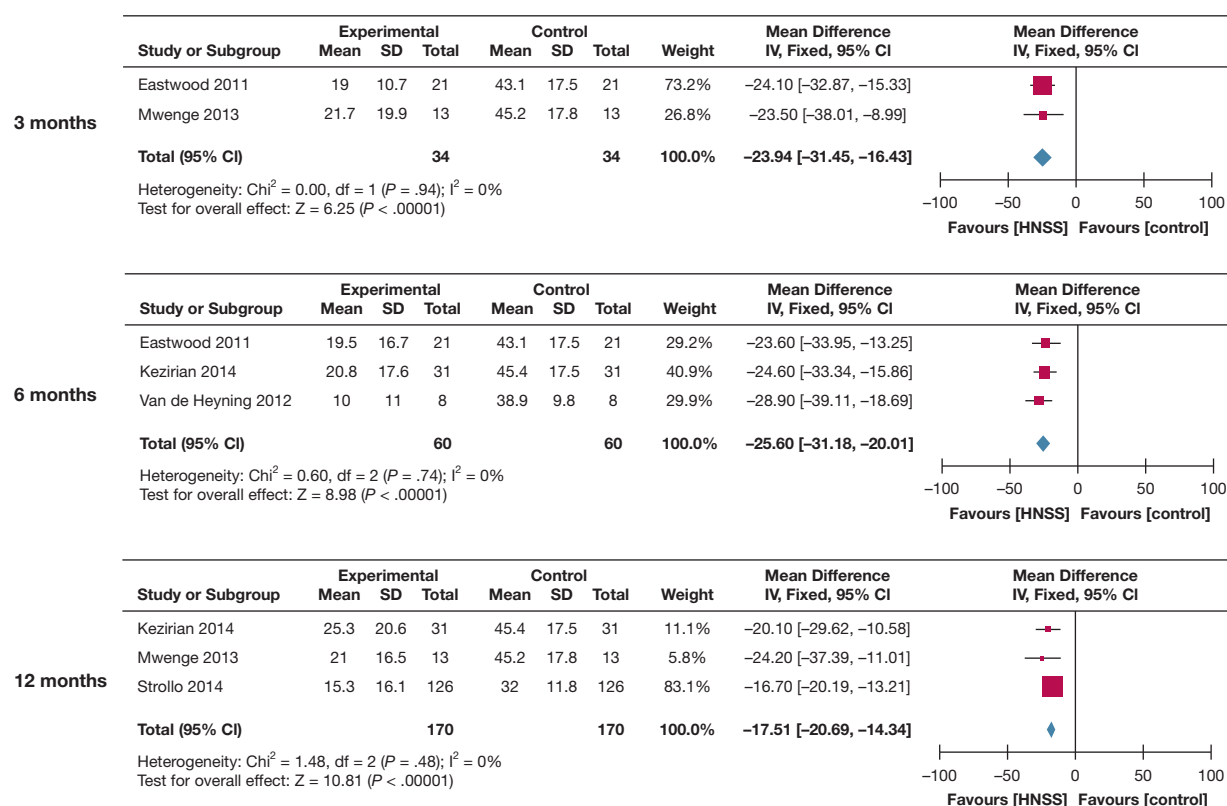 3 months
Experimental Control Mean Difference Mean Difference
Study or Subgroup Mean SD Total Mean SD Total Weight IV, Fixed, 95% CI IV, Fixed, 95% CI
Eastwood 2011 19 10.7 21 43.1 17.5 21 73.2% −24.10 [−32.87, −15.33]
Mwenge 2013 21.7 19.9 13 45.2 17.8 13 26.8% −23.50 [−38.01, −8.99]
Total (95% CI) 34 34 100.0% −23.94 [−31.45, −16.43]
Heterogeneity: Chi² = 0.00, df = 1 (P = .94); I² = 0%
Test for overall effect: Z = 6.25 (P < .00001)
−100 −50 0 50 100
Favours [HNSS] Favours [control]
6 months
Experimental Control Mean Difference Mean Difference
Study or Subgroup Mean SD Total Mean SD Total Weight IV, Fixed, 95% CI IV, Fixed, 95% CI
Eastwood 2011 19.5 16.7 21 43.1 17.5 21 29.2% −23.60 [−33.95, −13.25]
Kezirian 2014 20.8 17.6 31 45.4 17.5 31 40.9% −24.60 [−33.34, −15.86]
Van de Heyning 2012 10 11 8 38.9 9.8 8 29.9% −28.90 [−39.11, −18.69]
Total (95% CI) 60 60 100.0% −25.60 [−31.18, −20.01]
Heterogeneity: Chi² = 0.60, df = 2 (P = .74); I² = 0%
Test for overall effect: Z = 8.98 (P < .00001)
−100 −50 0 50 100
Favours [HNSS] Favours [control]
12 months
Experimental Control Mean Difference Mean Difference
Study or Subgroup Mean SD Total Mean SD Total Weight IV, Fixed, 95% CI IV, Fixed, 95% CI
Kezirian 2014 25.3 20.6 31 45.4 17.5 31 11.1% −20.10 [−29.62, −10.58]
Mwenge 2013 21 16.5 13 45.2 17.8 13 5.8% −24.20 [−37.39, −11.01]
Strollo 2014 15.3 16.1 126 32 11.8 126 83.1% −16.70 [−20.19, −13.21]
Total (95% CI) 170 170 100.0% −17.51 [−20.69, −14.34]
Heterogeneity: Chi² = 1.48, df = 2 (P = .48); I² = 0%
Test for overall effect: Z = 10.81 (P < .00001)
−100 −50 0 50 100
Favours [HNSS] Favours [control]